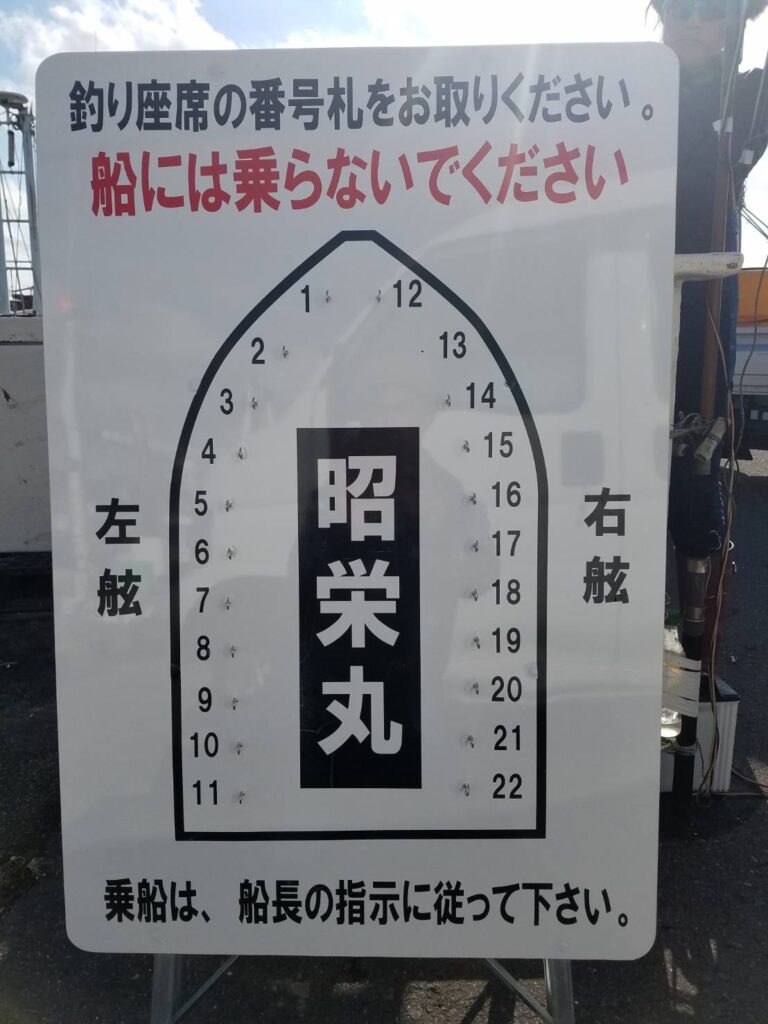 釣り座席の番号札をお取りください。
船には乗らないでください
1 12
2 13
3 14
4 15
5 16
6 17
7 18
8 19
9 20
10 21
11 22
左舷
昭栄丸
右舷
乗船は、船長の指示に従って下さい。